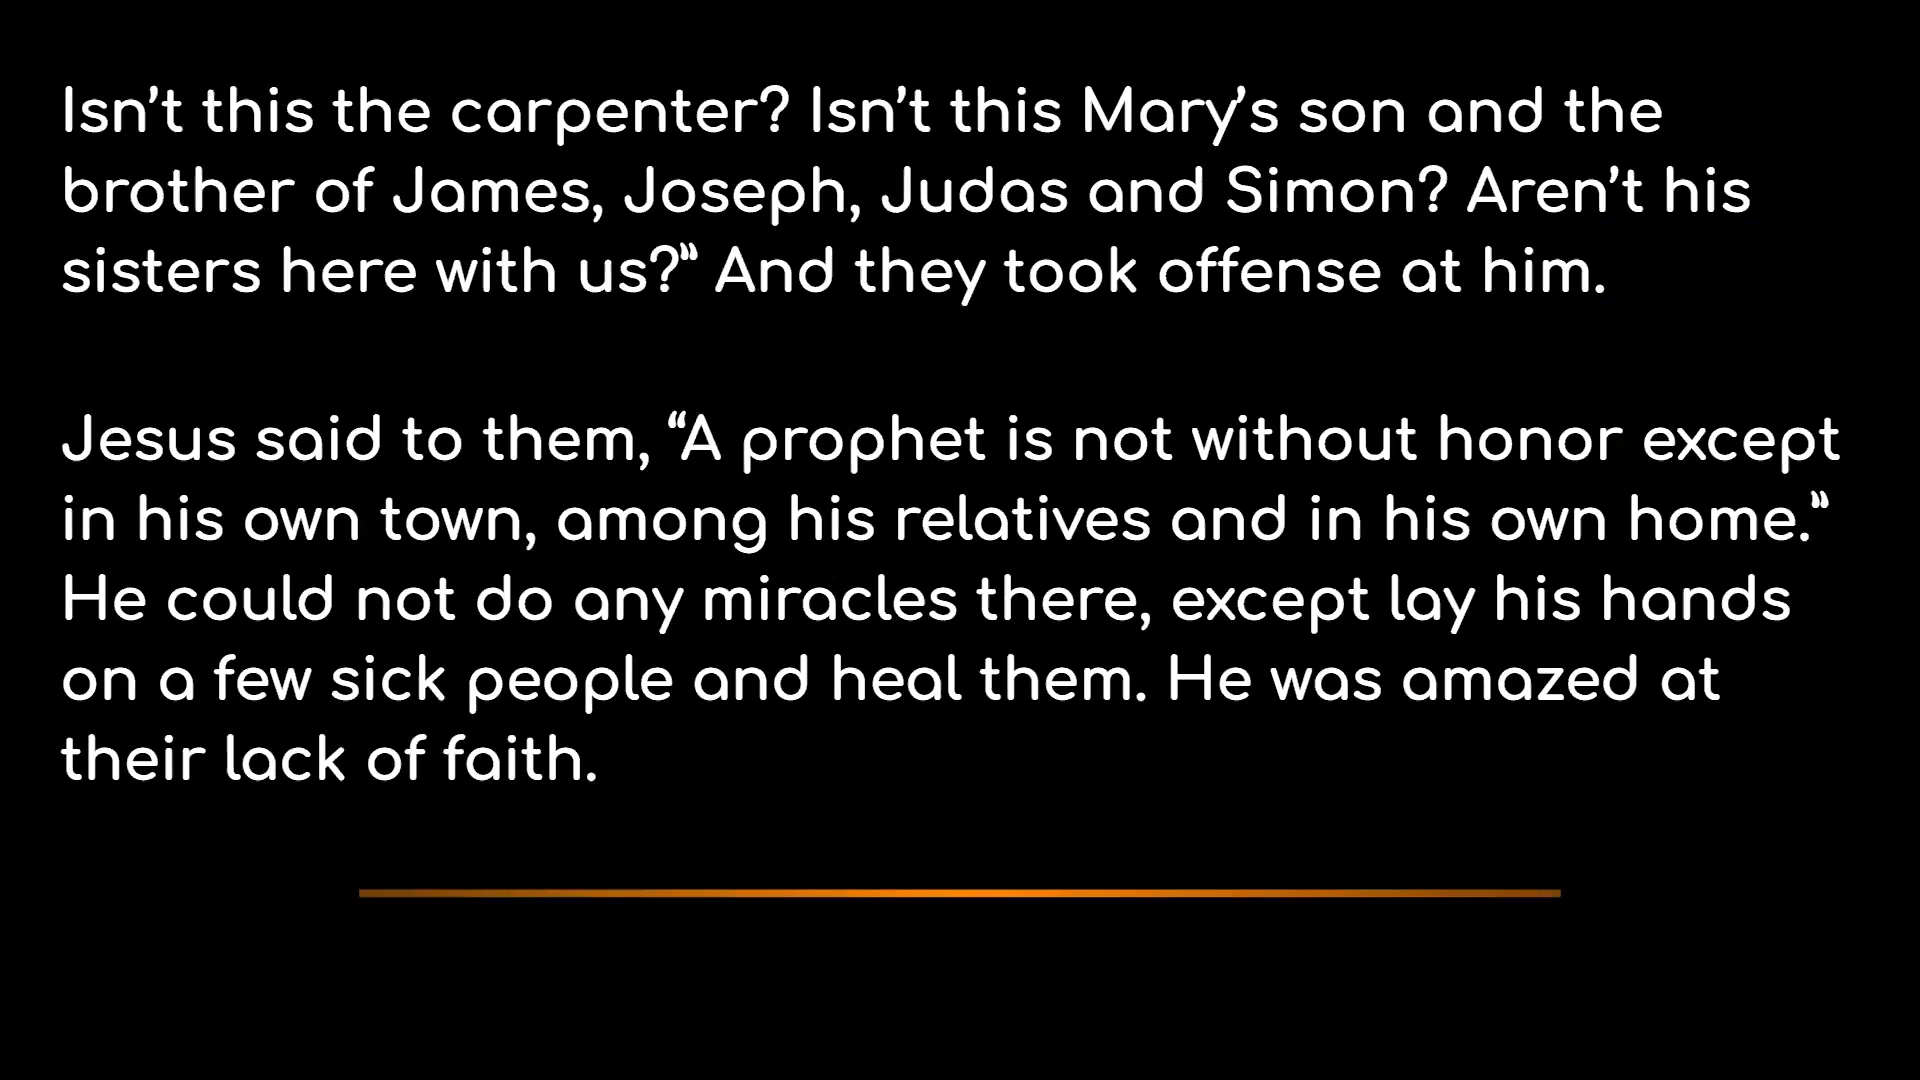 Isn’t this the carpenter? Isn’t this Mary’s son and the
brother of James, Joseph, Judas and Simon? Aren’t his
sisters here with us?” And they took offense at him.
Jesus said to them, “A prophet is not without honor except
in his own town, among his relatives and in his own home.”
He could not do any miracles there, except lay his hands
on a few sick people and heal them. He was amazed at
their lack of faith.